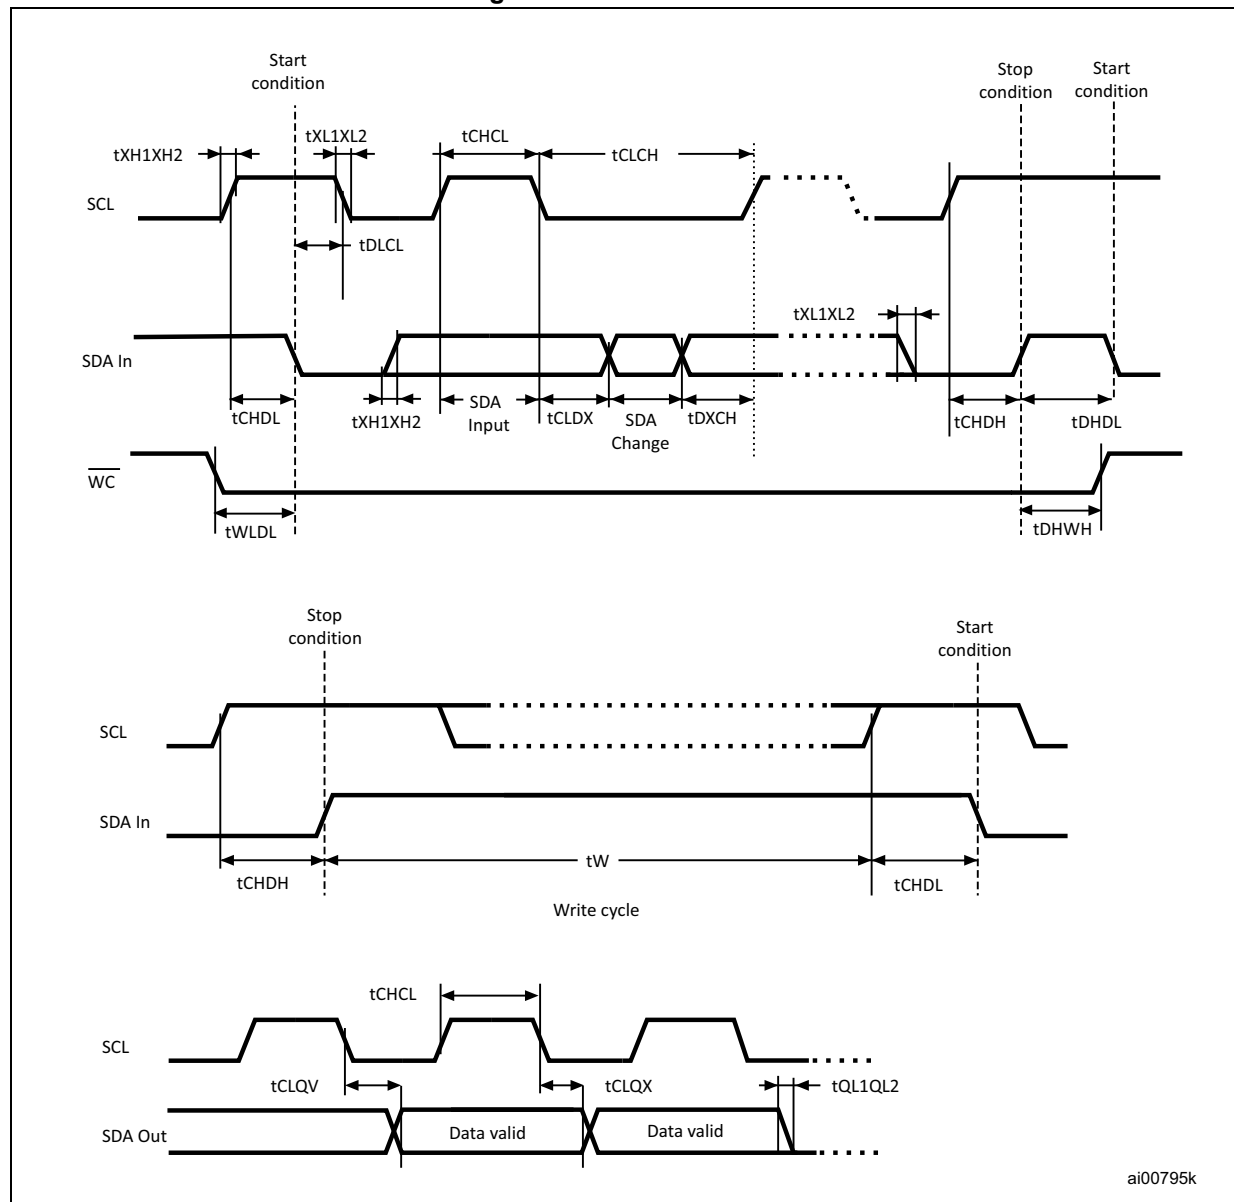 Start
condition
Stop
condition
Start
condition
tXH1XH2
tXL1XL2
tCHCL
tCLCH
SCL
tDLCL
tXL1XL2
SDA In
tCHDL
tXH1XH2
SDA
Input
tCLDX
SDA
Change
tDXCH
tCHDH
tDHDL
WC
tWLDL
tDHWH
Stop
condition
Start
condition
SCL
SDA In
tCHDH
tW
tCHDL
Write cycle
tCHCL
SCL
tCLQV
tCLQX
tQL1QL2
SDA Out
Data valid
Data valid
ai00795k